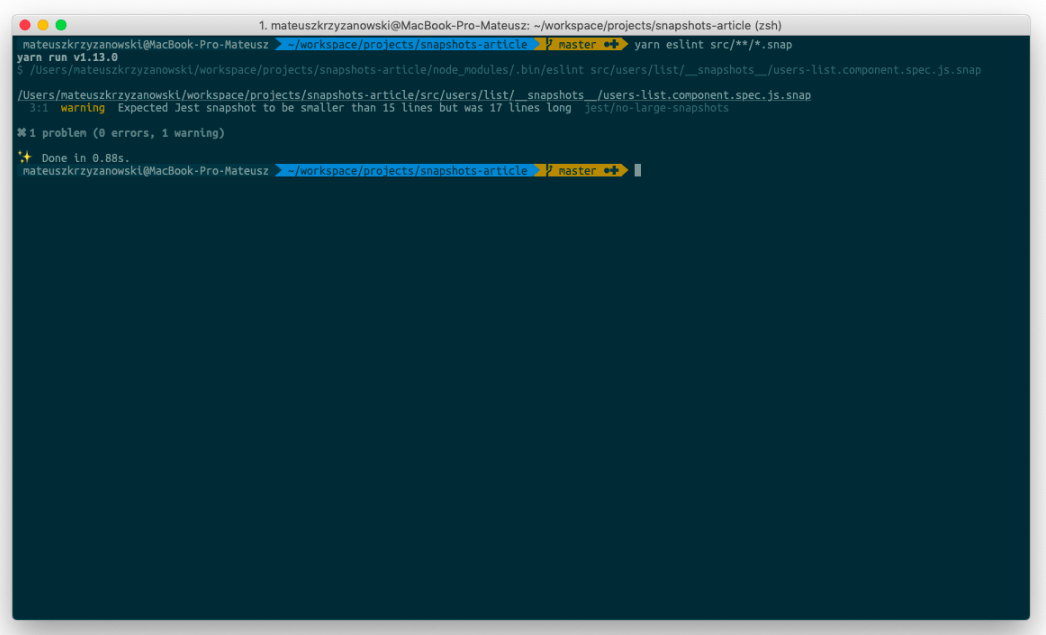 1. mateuszkrzyzanowski@MacBook-Pro-Mateusz: ~/workspace/projects/snapshots-article (zsh)
mateuszkrzyzanowski@MacBook-Pro-Mateusz ~/workspace/projects/snapshots-article master yarn eslint src/**/*.snap
yarn run v1.13.0
$ /Users/mateuszkrzyzanowski/workspace/projects/snapshots-article/node_modules/.bin/eslint src/users/list/__snapshots__/users-list.component.spec.js.snap
/Users/mateuszkrzyzanowski/workspace/projects/snapshots-article/src/users/list/__snapshots__/users-list.component.spec.js.snap
3:1 warning Expected Jest snapshot to be smaller than 15 lines but was 17 lines long jest/no-large-snapshots
⌘ 1 problem (0 errors, 1 warning)
✨ Done in 0.88s.
mateuszkrzyzanowski@MacBook-Pro-Mateusz ~/workspace/projects/snapshots-article master